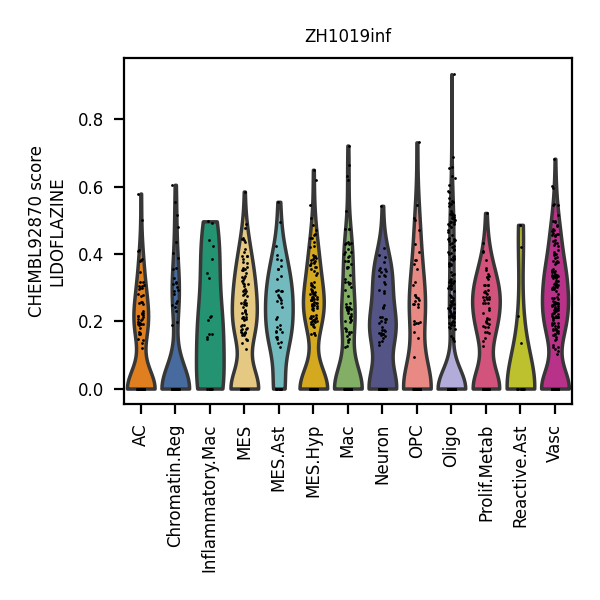 ZH1019inf
CHEMBL92870 score
LIDOFLAZINE
0.8
0.6
0.4
0.2
0.0
AC
Chromatin.Reg
Inflammatory.Mac
MES
MES.Ast
MES.Hyp
Mac
Neuron
OPC
Oligo
Prolif.Metab
Reactive.Ast
Vasc